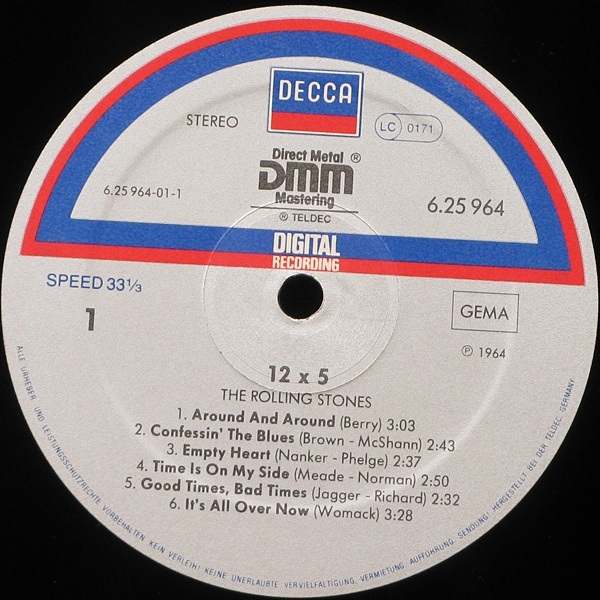 DECCA
STEREO
LC 0171
Direct Metal ®
DMM
Mastering
℗ TELDEC
6.25 964-01-1
6.25 964
DIGITAL
RECORDING
SPEED 33⅓
1
GEMA
℗ 1964
12 x 5
THE ROLLING STONES
1. Around And Around (Berry) 3:03
2. Confessin' The Blues (Brown - McShann) 2:43
3. Empty Heart (Nanker - Phelge) 2:37
4. Time Is On My Side (Meade - Norman) 2:50
5. Good Times, Bad Times (Jagger - Richard) 2:32
6. It's All Over Now (Womack) 3:28
ALLE URHEBER- UND LEISTUNGSSCHUTZRECHTE VORBEHALTEN. KEIN VERLEIH! KEINE UNERLAUBTE VERVIELFÄLTIGUNG, VERMIETUNG, AUFFÜHRUNG, SENDUNG! HERGESTELLT BEI DER TELDEC. GERMANY